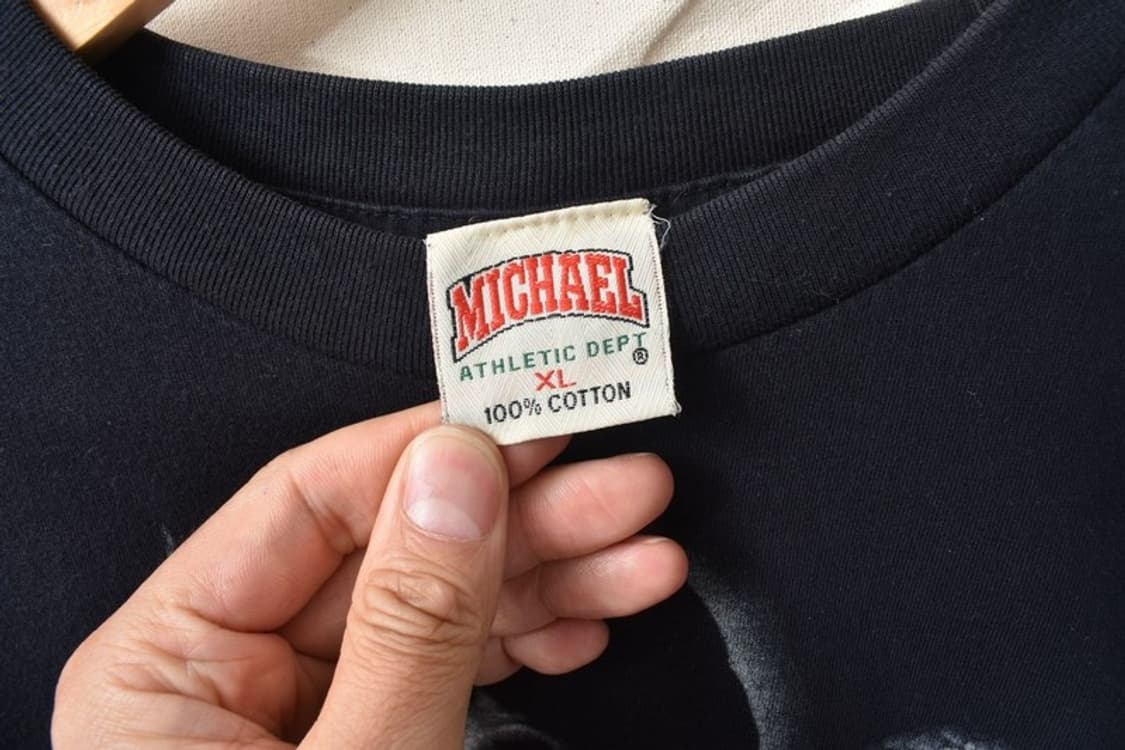 MICHAEL
ATHLETIC DEPT
®
XL
100% COTTON